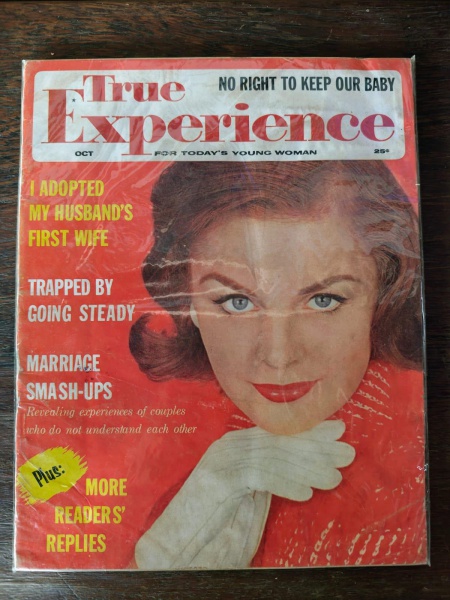 NO RIGHT TO KEEP OUR BABY
True
Experience
OCT
FOR TODAY'S YOUNG WOMAN
25¢
I ADOPTED
MY HUSBAND'S
FIRST WIFE
TRAPPED BY
GOING STEADY
MARRIAGE
SMASH-UPS
Revealing experiences of couples
who do not understand each other
Plus:
MORE
READERS'
REPLIES